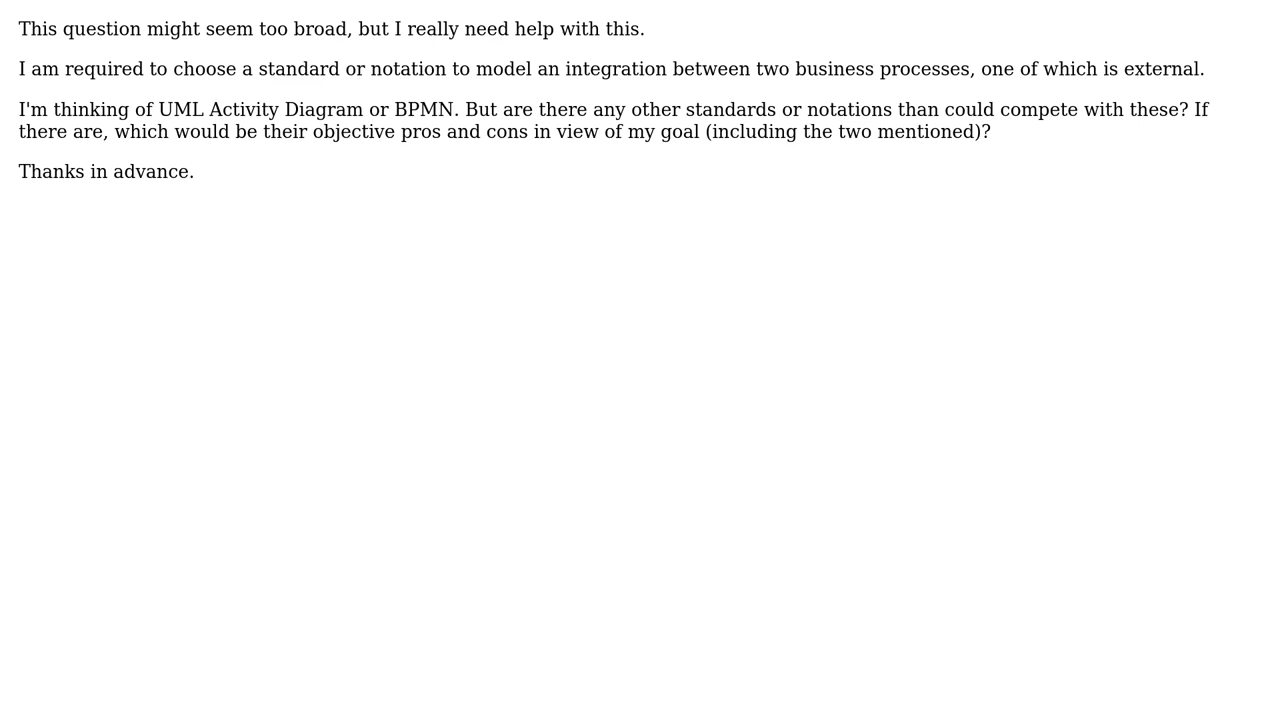 This question might seem too broad, but I really need help with this.
I am required to choose a standard or notation to model an integration between two business processes, one of which is external.
I'm thinking of UML Activity Diagram or BPMN. But are there any other standards or notations than could compete with these? If
there are, which would be their objective pros and cons in view of my goal (including the two mentioned)?
Thanks in advance.